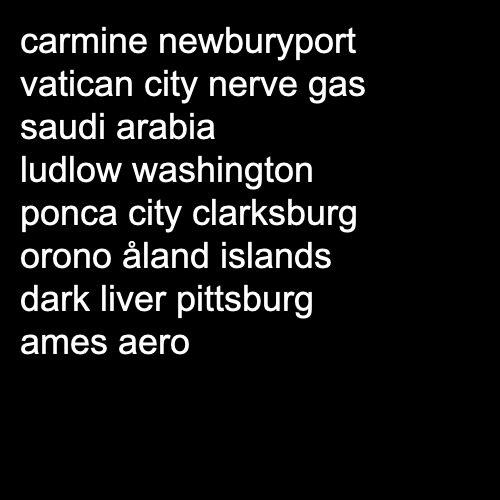 carmine newburyport
vatican city nerve gas
saudi arabia
ludlow washington
ponca city clarksburg
orono åland islands
dark liver pittsburg
ames aero